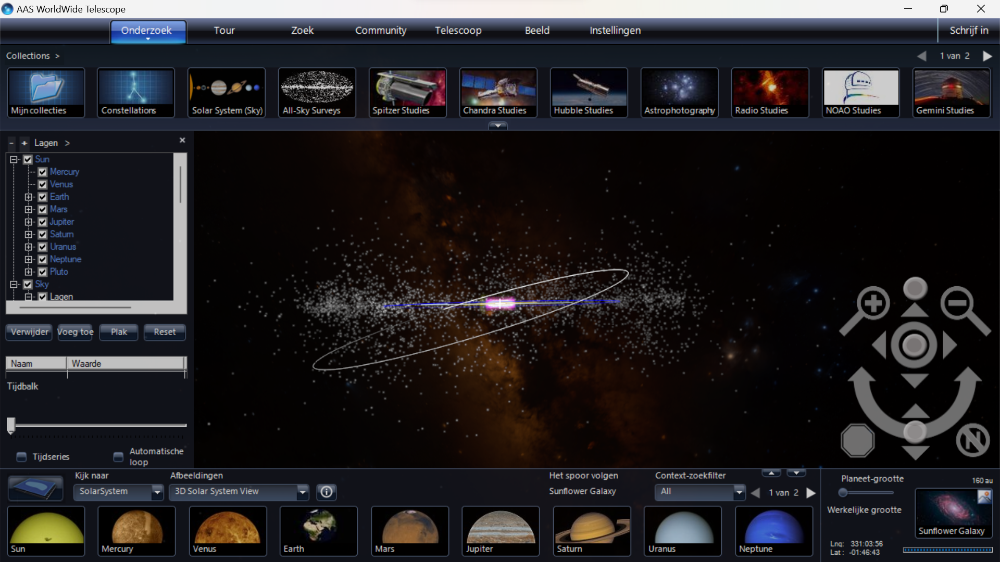 AAS WorldWide Telescope
Onderzoek Tour Zoek Community Telescoop Beeld Instellingen Schrijf in
Collections > 1 van 2
Mijn collecties Constellations Solar System (Sky) All-Sky Surveys Spitzer Studies Chandra Studies Hubble Studies Astrophotography Radio Studies NOAO Studies Gemini Studies
Lagen >
Sun
Mercury
Venus
Earth
Mars
Jupiter
Saturn
Uranus
Neptune
Pluto
Sky
Lagen
Verwijder Voeg toe Plak Reset
Naam Waarde
Tijdbalk
Tijdseries Automatische
loop
N
Kijk naar Afbeeldingen Het spoor volgen Context-zoekfilter Planeet-grootte 160 au
SolarSystem 3D Solar System View Sunflower Galaxy All 1 van 2
Werkelijke grootte
Sunflower Galaxy
Sun Mercury Venus Earth Mars Jupiter Saturn Uranus Neptune
Lng: 331:03:56
Lat : -01:46:43